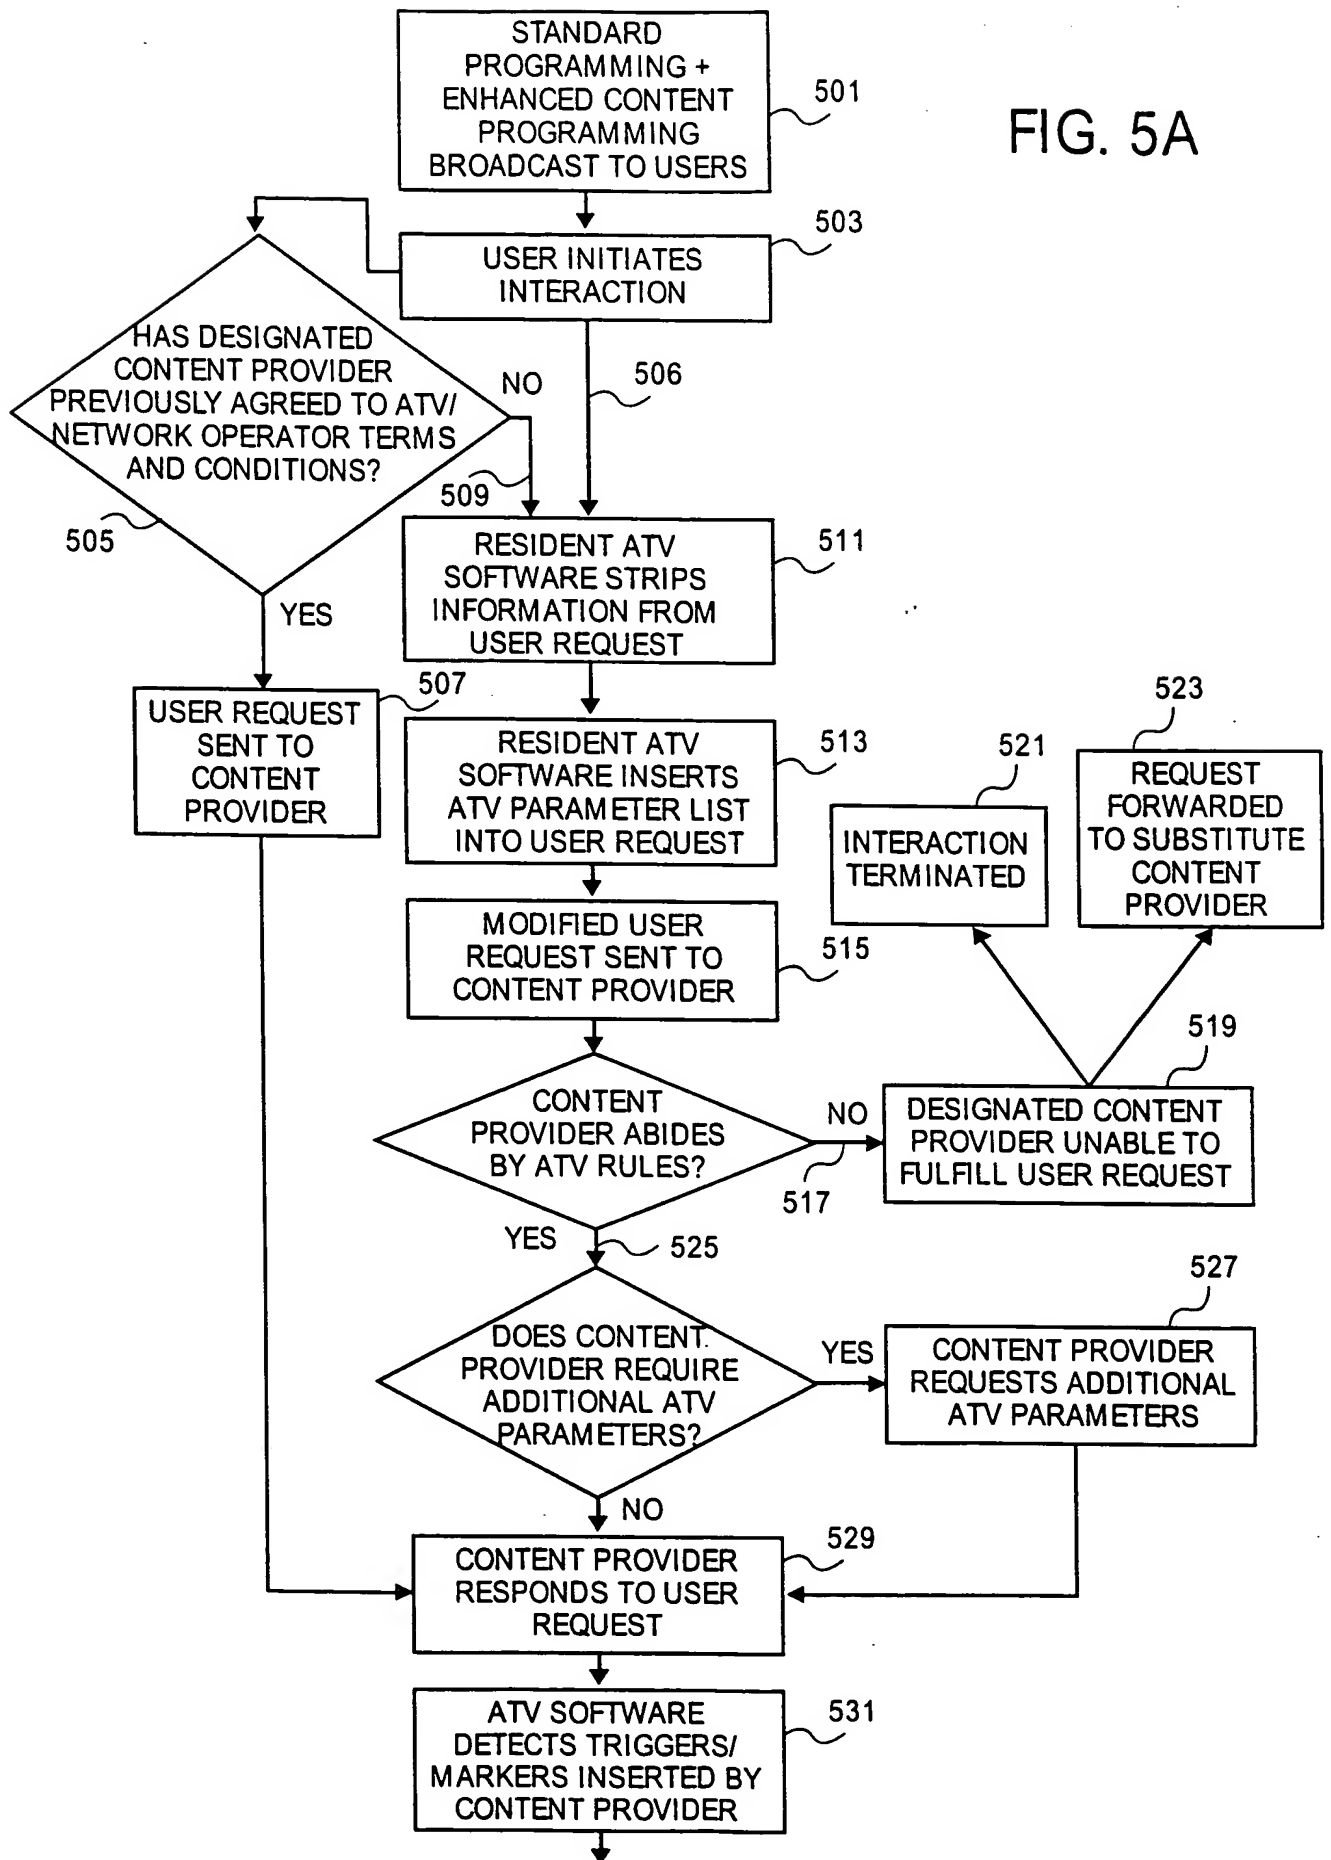 STANDARD
PROGRAMMING +
ENHANCED CONTENT
PROGRAMMING
BROADCAST TO USERS
501
FIG. 5A
503
USER INITIATES
INTERACTION
HAS DESIGNATED
CONTENT PROVIDER
PREVIOUSLY AGREED TO ATV/
NETWORK OPERATOR TERMS
AND CONDITIONS?
NO
506
509
505
YES
RESIDENT ATV
SOFTWARE STRIPS
INFORMATION FROM
USER REQUEST
511
507
USER REQUEST
SENT TO
CONTENT
PROVIDER
RESIDENT ATV
SOFTWARE INSERTS
ATV PARAMETER LIST
INTO USER REQUEST
513
521
INTERACTION
TERMINATED
523
REQUEST
FORWARDED
TO SUBSTITUTE
CONTENT
PROVIDER
MODIFIED USER
REQUEST SENT TO
CONTENT PROVIDER
515
CONTENT
PROVIDER ABIDES
BY ATV RULES?
NO
517
519
DESIGNATED CONTENT
PROVIDER UNABLE TO
FULFILL USER REQUEST
YES
525
DOES CONTENT
PROVIDER REQUIRE
ADDITIONAL ATV
PARAMETERS?
YES
527
CONTENT PROVIDER
REQUESTS ADDITIONAL
ATV PARAMETERS
NO
CONTENT PROVIDER
RESPONDS TO USER
REQUEST
529
ATV SOFTWARE
DETECTS TRIGGERS/
MARKERS INSERTED BY
CONTENT PROVIDER
531